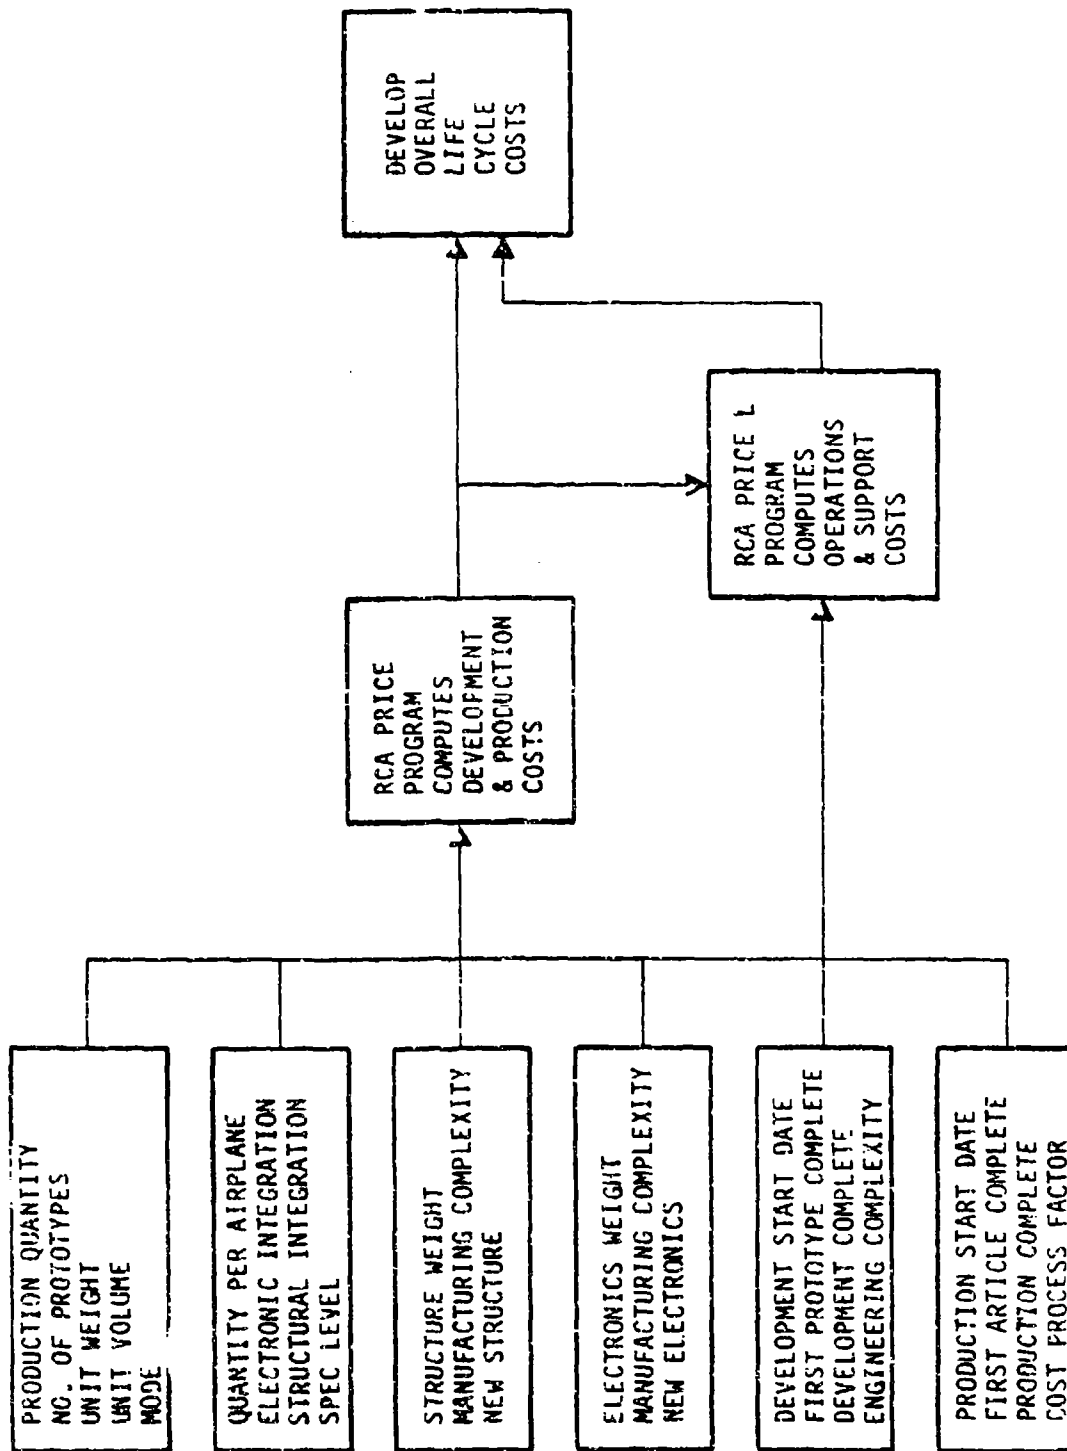 PRODUCTION QUANTITY
NO. OF PROTOTYPES
UNIT WEIGHT
UNIT VOLUME
MODE
QUANTITY PER AIRPLANE
ELECTRONIC INTEGRATION
STRUCTURAL INTEGRATION
SPEC LEVEL
STRUCTURE WEIGHT
MANUFACTURING COMPLEXITY
NEW STRUCTURE
ELECTRONICS WEIGHT
MANUFACTURING COMPLEXITY
NEW ELECTRONICS
DEVELOPMENT START DATE
FIRST PROTOTYPE COMPLETE
DEVELOPMENT COMPLETE
ENGINEERING COMPLEXITY
PRODUCTION START DATE
FIRST ARTICLE COMPLETE
PRODUCTION COMPLETE
COST PROCESS FACTOR
RCA PRICE
PROGRAM
COMPUTES
DEVELOPMENT
& PRODUCTION
COSTS
RCA PRICE L
PROGRAM
COMPUTES
OPERATIONS
& SUPPORT
COSTS
DEVELOP
OVERALL
LIFE
CYCLE
COSTS